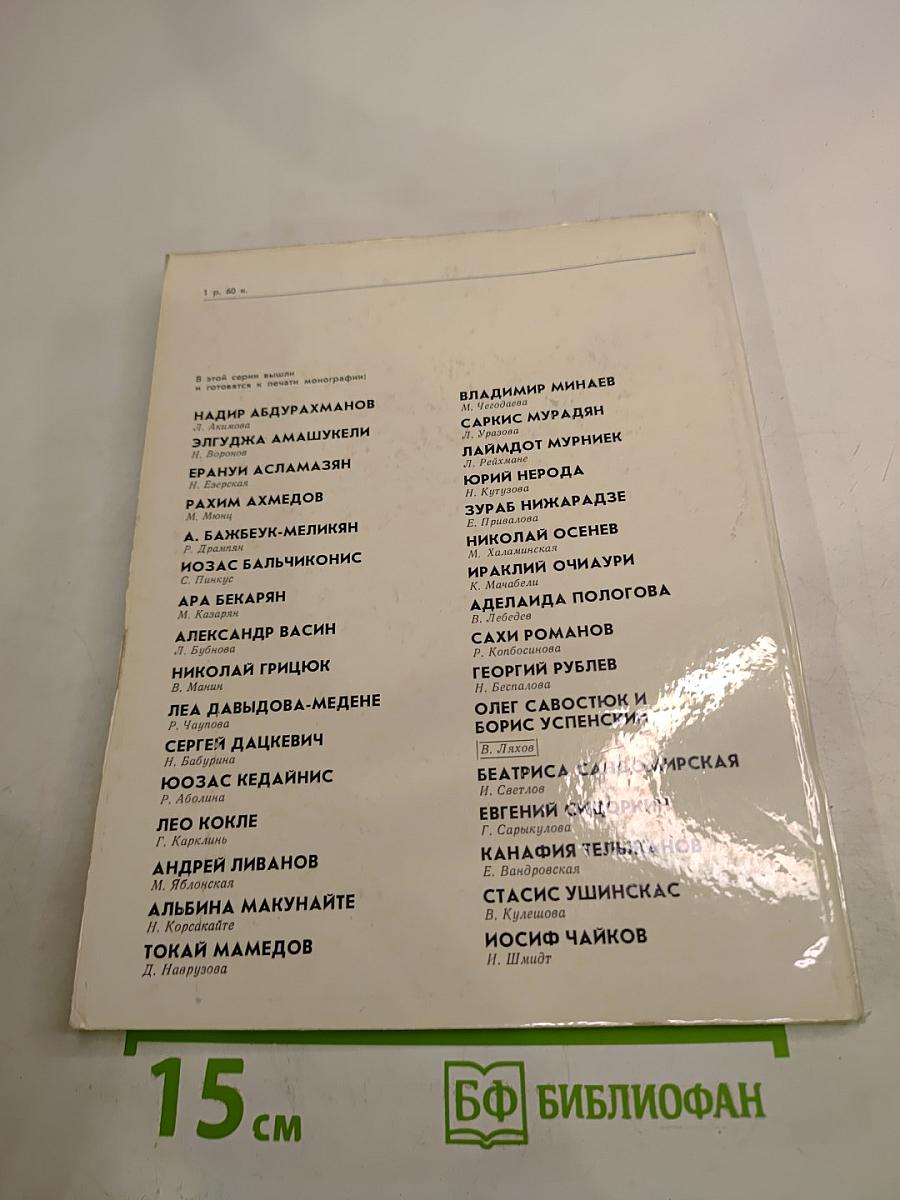 1 р. 60 к.
В этой серии вышли
и готовятся к печати монографии:
НАДИР АБДУРАХМАНОВ
Л. Акимова
ЭЛГУДЖА АМАШУКЕЛИ
Н. Воронов
ЕРАНУИ АСЛАМАЗЯН
Н. Езерская
РАХИМ АХМЕДОВ
М. Мюнц
А. БАЖБЕУК-МЕЛИКЯН
Р. Дрампян
ИОЗАС БАЛЬЧИКОНИС
С. Пинкус
АРА БЕКАРЯН
М. Казарян
АЛЕКСАНДР ВАСИН
Л. Бубнова
НИКОЛАЙ ГРИЦЮК
В. Манин
ЛЕА ДАВЫДОВА-МЕДЕНЕ
Р. Чаупова
СЕРГЕЙ ДАЦКЕВИЧ
Н. Бабурина
ЮОЗАС КЕДАЙНИС
Р. Аболина
ЛЕО КОКЛЕ
Г. Карклинь
АНДРЕЙ ЛИВАНОВ
М. Яблонская
АЛЬБИНА МАКУНАЙТЕ
Н. Корсакайте
ТОКАЙ МАМЕДОВ
Д. Наврузова
ВЛАДИМИР МИНАЕВ
М. Чегодаева
САРКИС МУРАДЯН
Л. Уразова
ЛАЙМДОТ МУРНИЕК
Л. Рейхмане
ЮРИЙ НЕРОДА
Н. Кутузова
ЗУРАБ НИЖАРАДЗЕ
Е. Привалова
НИКОЛАЙ ОСЕНЕВ
М. Халаминская
ИРАКЛИЙ ОЧИАУРИ
К. Мачабели
АДЕЛАИДА ПОЛОГОВА
В. Лебедев
САХИ РОМАНОВ
Р. Копбосинова
ГЕОРГИЙ РУБЛЕВ
Н. Беспалова
ОЛЕГ САВОСТЮК И
БОРИС УСПЕНСКИЙ
В. Ляхов
БЕАТРИСА САНДОМИРСКАЯ
И. Светлов
ЕВГЕНИЙ СИДОРКИН
Г. Сарыкулова
КАНАФИЯ ТЕЛЬЖАНОВ
Е. Вандровская
СТАСИС УШИНСКАС
В. Кулешова
ИОСИФ ЧАЙКОВ
И. Шмидт
15 см
БФ БИБЛИОФАН